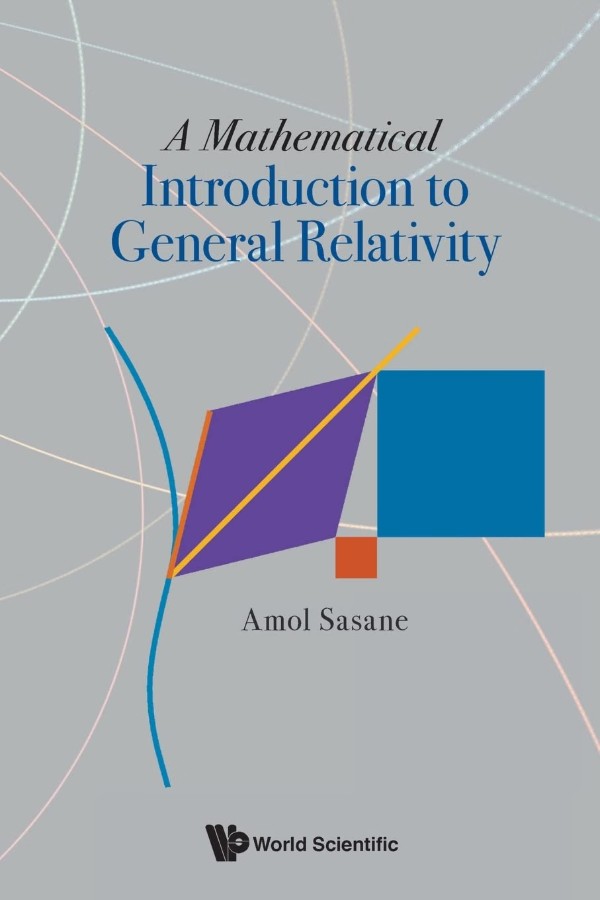 A Mathematical
Introduction to
General Relativity
Amol Sasane
World Scientific